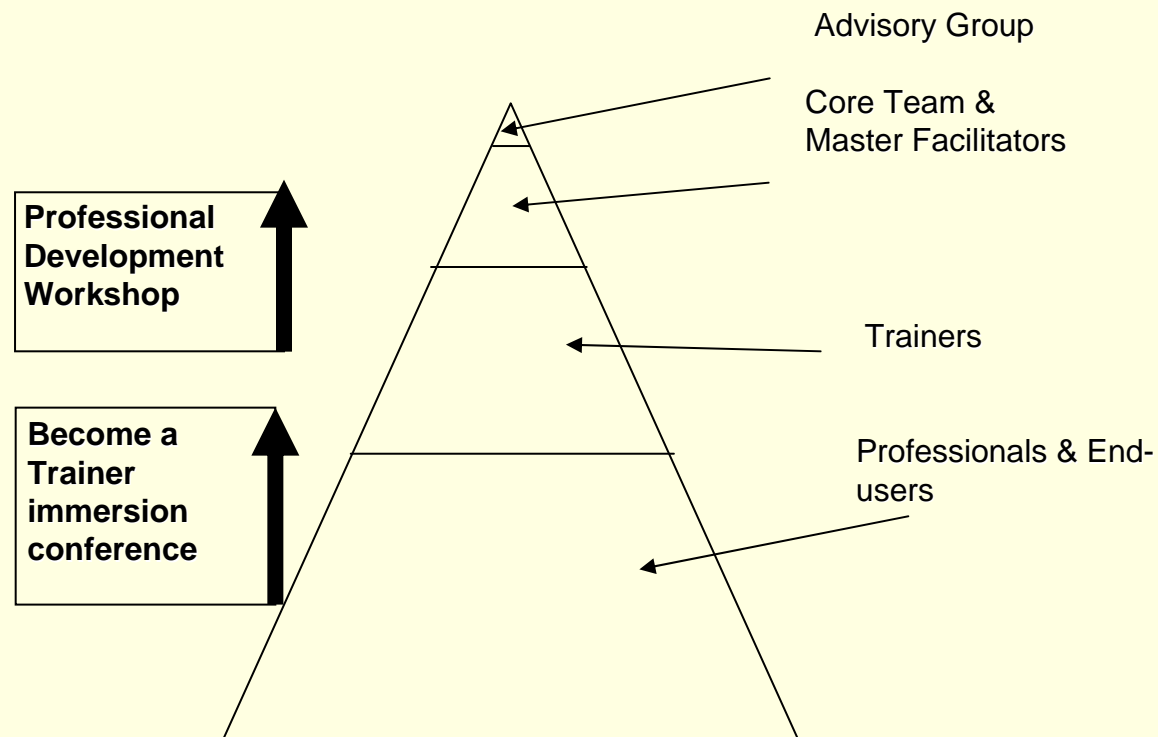 Advisory Group
Core Team &
Master Facilitators
Professional
Development
Workshop
Trainers
Become a
Trainer
immersion
conference
Professionals & End-
users